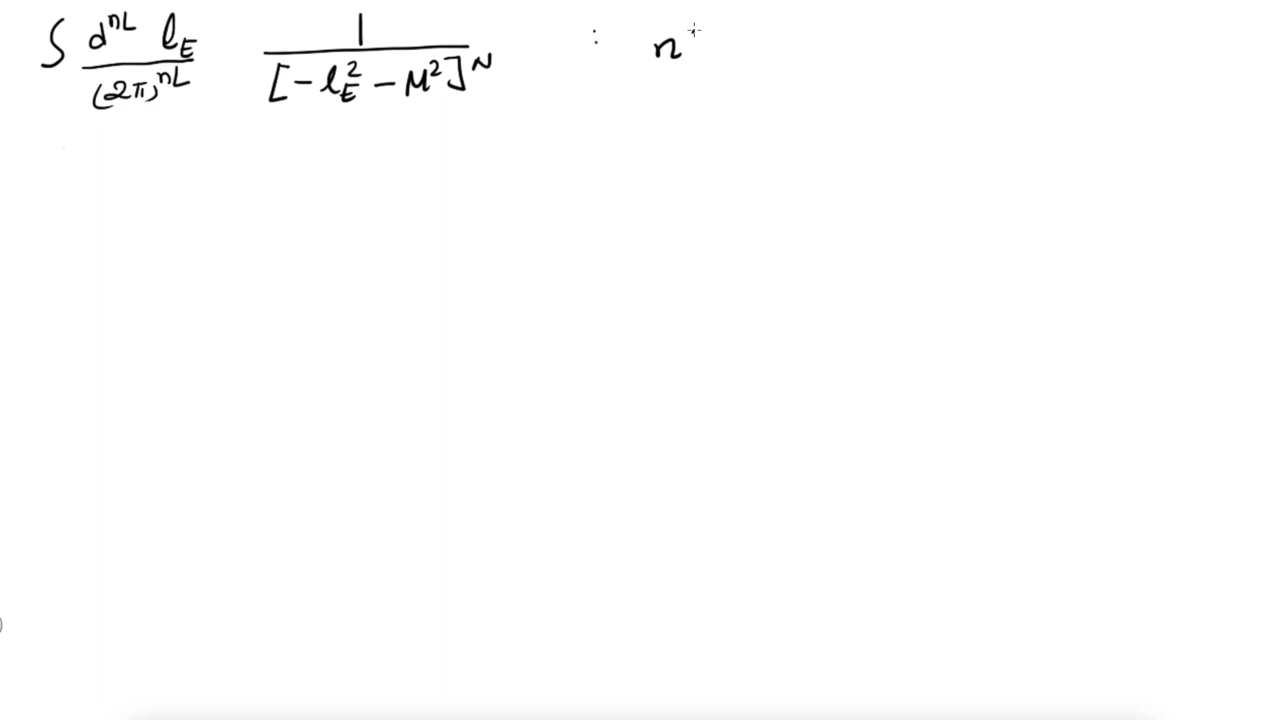 ∫ d^{nL} l_E / (2π)^{nL} 1 / [- l_E^2 - M^2]^N : n